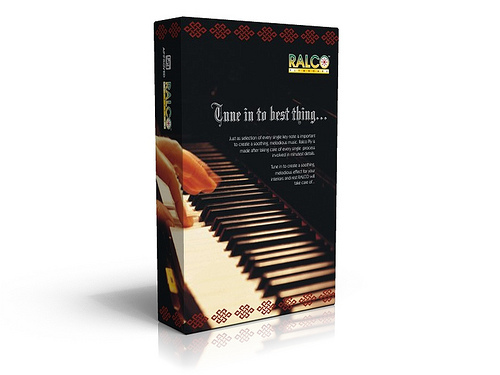 RALCO
Tune in to best thing...
Just as selection of every single key note is important
to create a soothing, melodious music. Ralco Ply is
made after taking care of every single process
involved in minutest details.
Tune in to create a soothing,
melodious effect for your
interiors and rest RALCO will
take care of...
RALCO